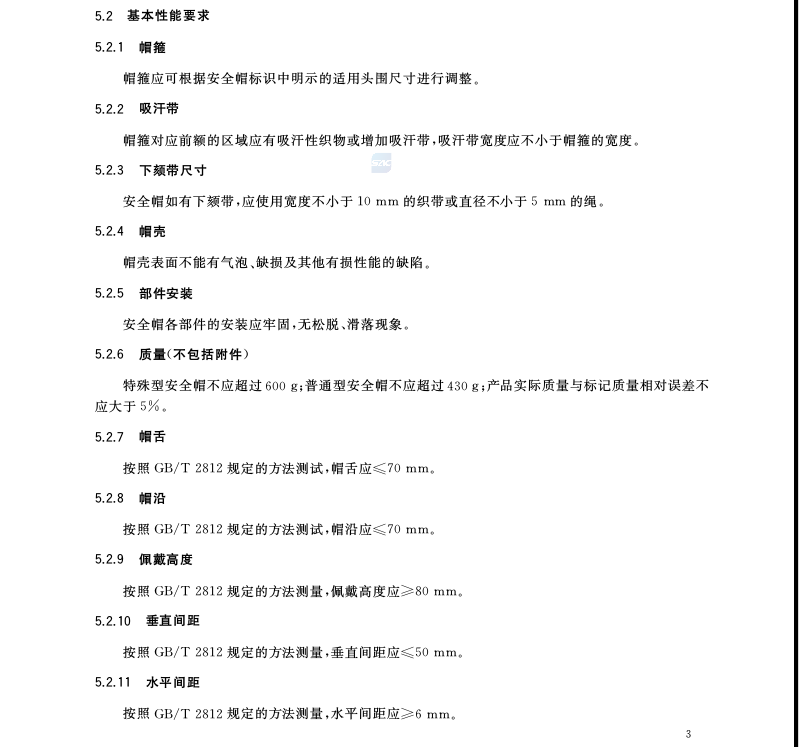 5.2 基本性能要求
5.2.1 帽箍
帽箍应可根据安全帽标识中明示的适用头围尺寸进行调整。
5.2.2 吸汗带
帽箍对应前额的区域应有吸汗性织物或增加吸汗带,吸汗带宽度应不小于帽箍的宽度。
SAC
5.2.3 下颏带尺寸
安全帽如有下颏带,应使用宽度不小于 10 mm 的织带或直径不小于 5 mm 的绳。
5.2.4 帽壳
帽壳表面不能有气泡、缺损及其他有损性能的缺陷。
5.2.5 部件安装
安全帽各部件的安装应牢固,无松脱、滑落现象。
5.2.6 质量(不包括附件)
特殊型安全帽不应超过 600 g;普通型安全帽不应超过 430 g;产品实际质量与标记质量相对误差不
应大于 5%。
5.2.7 帽舌
按照 GB/T 2812 规定的方法测试,帽舌应≤70 mm。
5.2.8 帽沿
按照 GB/T 2812 规定的方法测试,帽沿应≤70 mm。
5.2.9 佩戴高度
按照 GB/T 2812 规定的方法测量,佩戴高度应≥80 mm。
5.2.10 垂直间距
按照 GB/T 2812 规定的方法测量,垂直间距应≤50 mm。
5.2.11 水平间距
按照 GB/T 2812 规定的方法测量,水平间距应≥6 mm。
3